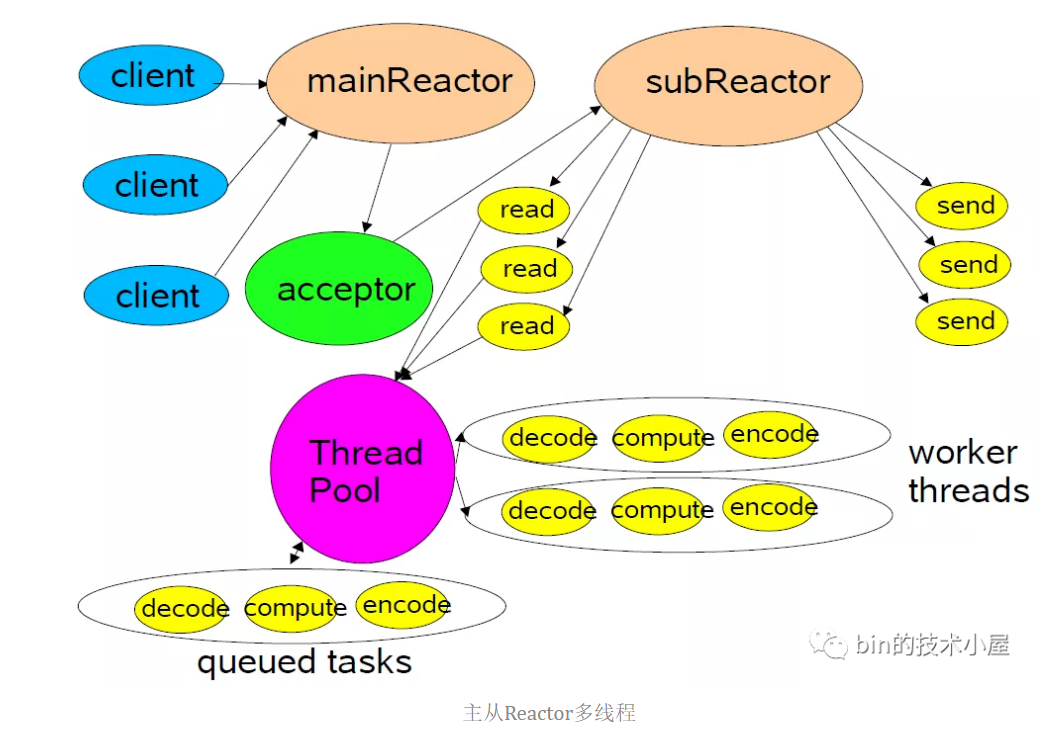 client
mainReactor
subReactor
client
read
send
client
acceptor
read
send
read
send
Thread
Pool
decode
compute
encode
worker
threads
decode
compute
encode
decode
compute
encode
queued tasks
bin的技术小屋
主从Reactor多线程